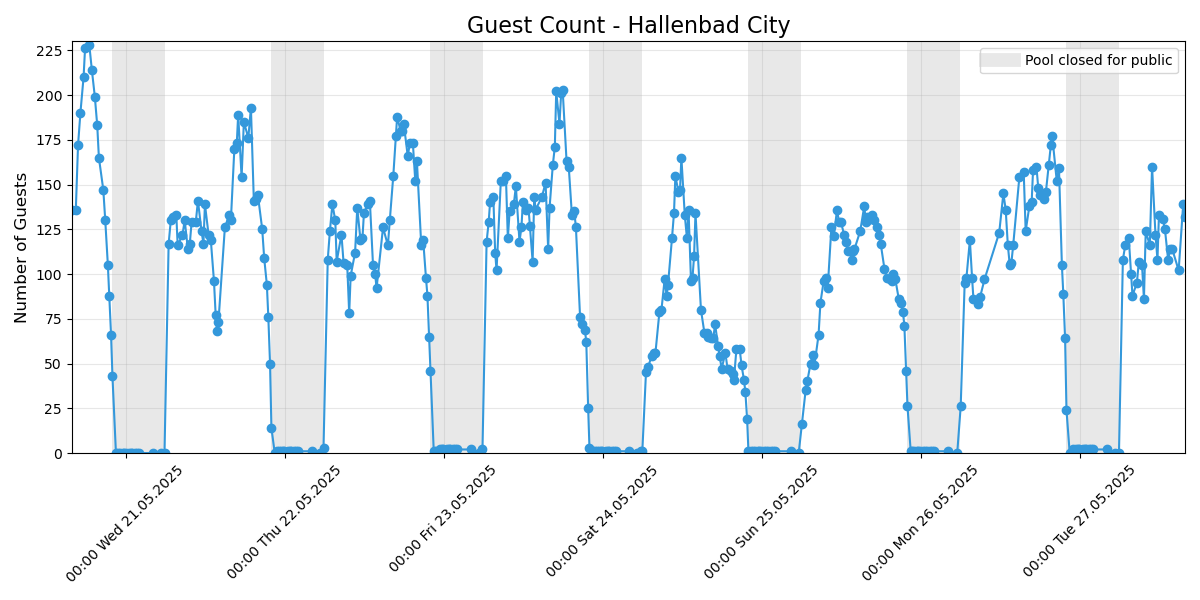 Guest Count - Hallenbad City
Pool closed for public
Number of Guests
225
200
175
150
125
100
75
50
25
0
00:00 Wed 21.05.2025
00:00 Thu 22.05.2025
00:00 Fri 23.05.2025
00:00 Sat 24.05.2025
00:00 Sun 25.05.2025
00:00 Mon 26.05.2025
00:00 Tue 27.05.2025